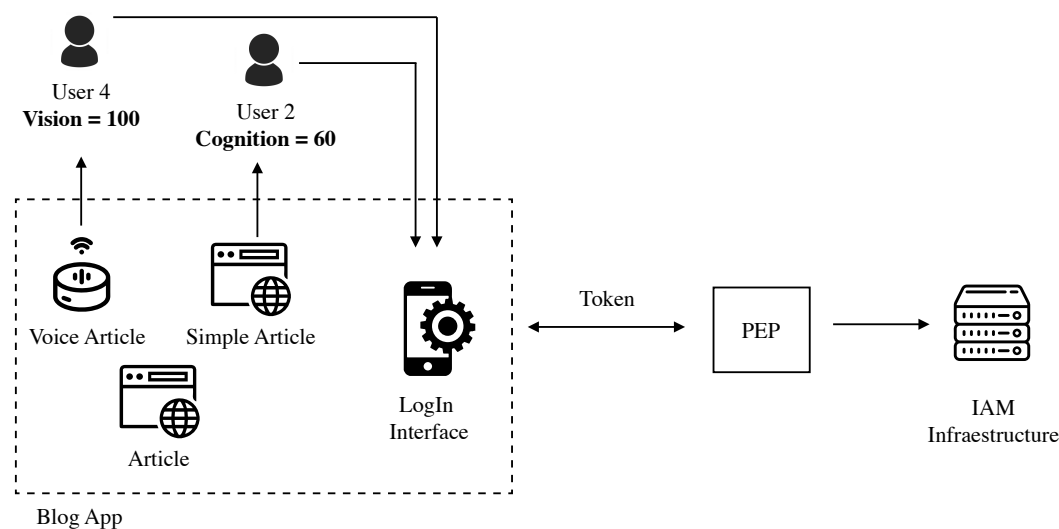 User 4
Vision = 100
User 2
Cognition = 60
Voice Article
Simple Article
Article
LogIn
Interface
Token
PEP
IAM
Infraestructure
Blog App